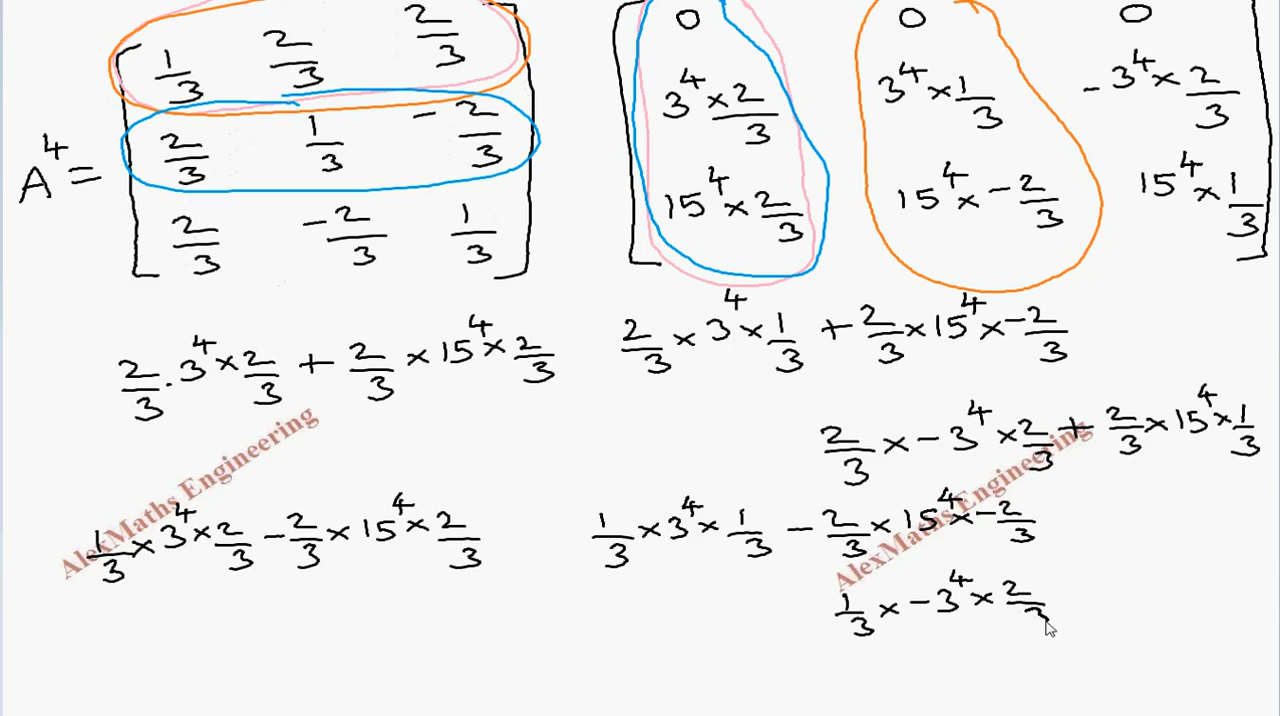 A⁴ = [ 1/3 2/3 2/3 ] [ 0 0 0 ]
[ 2/3 1/3 -2/3 ] [ 3⁴×2/3 3⁴×1/3 -3⁴×2/3 ]
[ 2/3 -2/3 1/3 ] [ 15⁴×2/3 15⁴×-2/3 15⁴×1/3 ]
2/3 . 3⁴×2/3 + 2/3 × 15⁴×2/3
2/3 × 3⁴×1/3 + 2/3×15⁴×-2/3
2/3 × -3⁴×2/3 + 2/3×15⁴×1/3
1/3×3⁴×2/3 - 2/3×15⁴×2/3
1/3×3⁴×1/3 - 2/3×15⁴×-2/3
1/3 × -3⁴×2/3
AlexMaths Engineering
AlexMaths Engineering